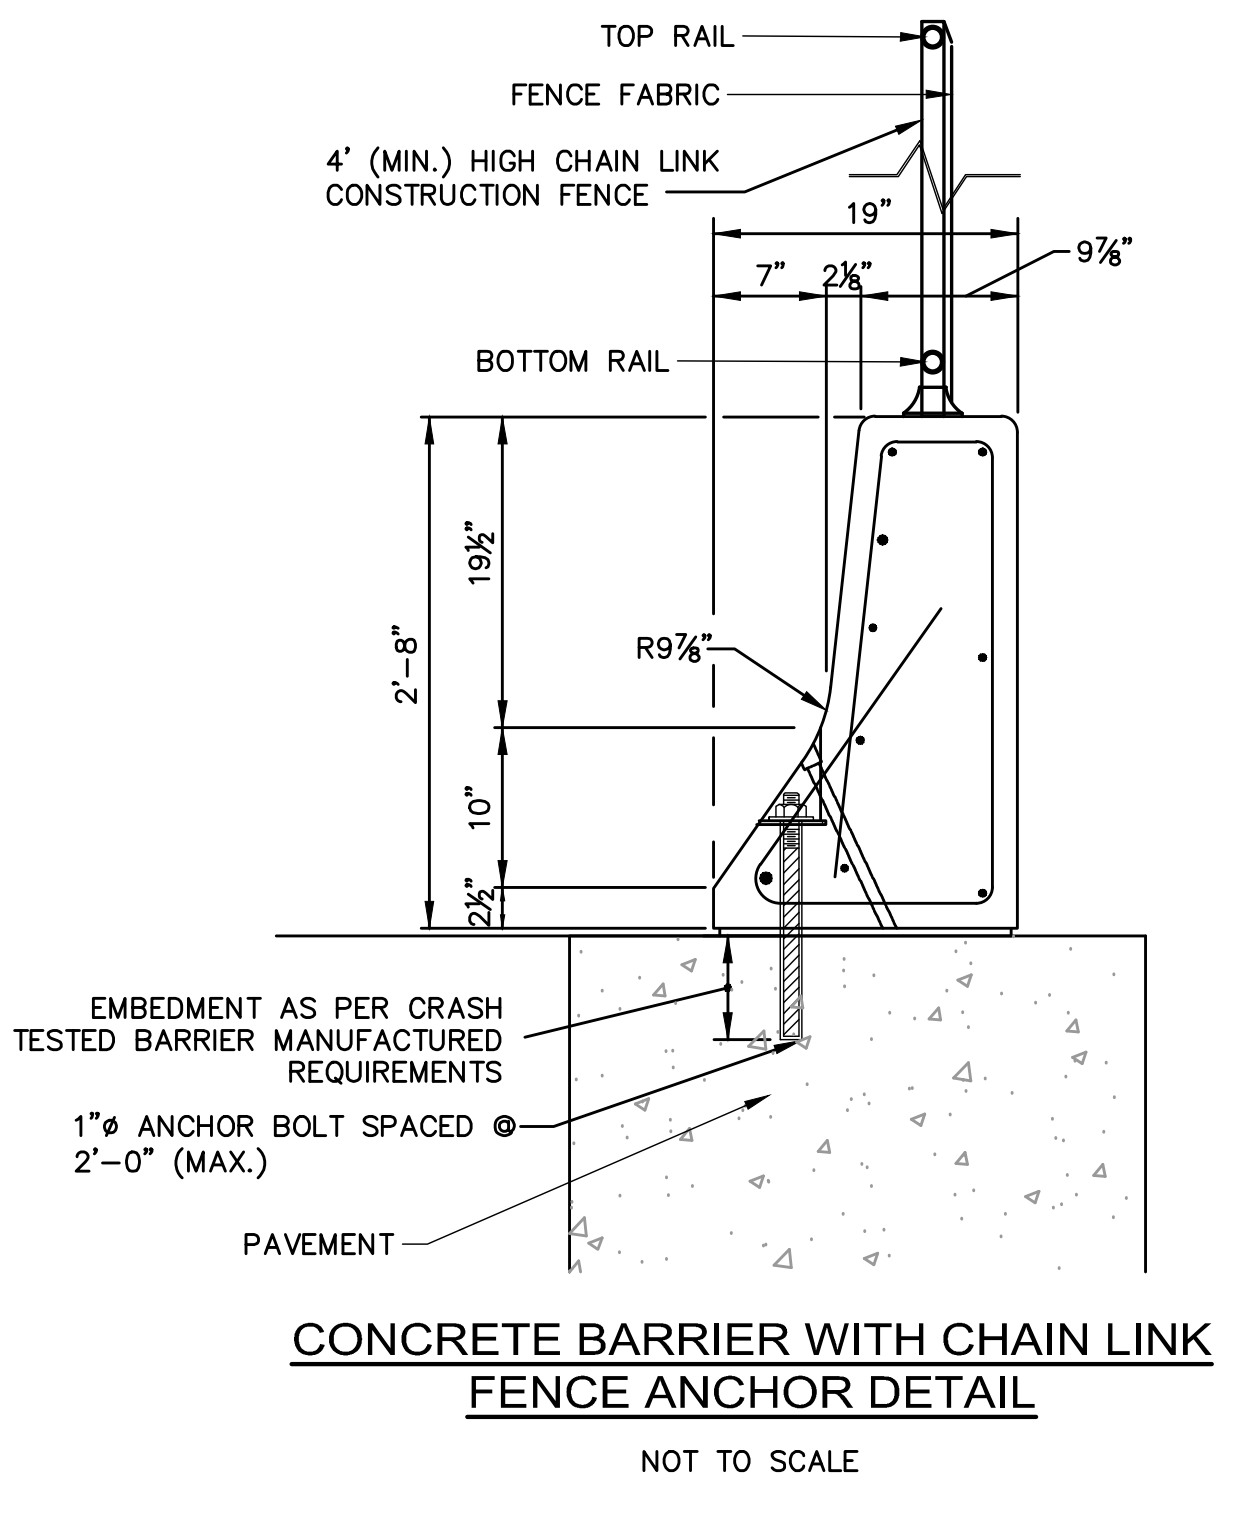 TOP RAIL
FENCE FABRIC
4' (MIN.) HIGH CHAIN LINK
CONSTRUCTION FENCE
19"
9⅞"
7"
2⅛"
BOTTOM RAIL
19½"
2'-8"
R9⅞"
10"
2½"
EMBEDMENT AS PER CRASH
TESTED BARRIER MANUFACTURED
REQUIREMENTS
1"ø ANCHOR BOLT SPACED @
2'-0" (MAX.)
PAVEMENT
CONCRETE BARRIER WITH CHAIN LINK
FENCE ANCHOR DETAIL
NOT TO SCALE